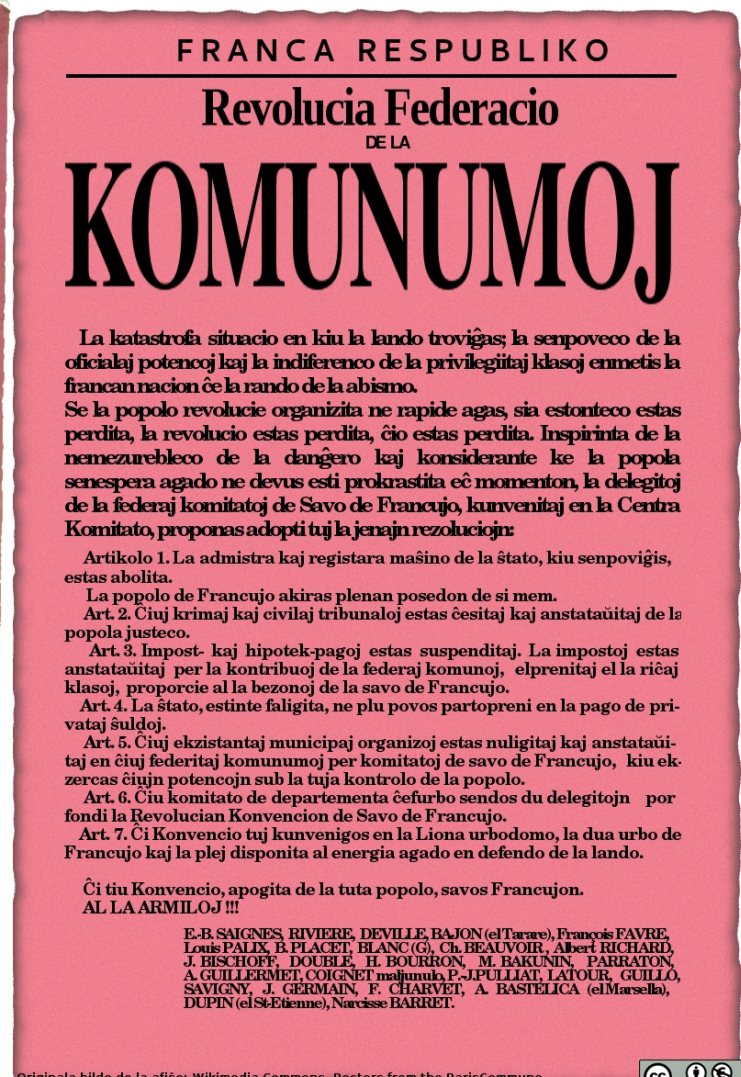 FRANCA RESPUBLIKO
Revolucia Federacio
DE LA
KOMUNUMOJ
La katastrofa situacio en kiu la lando troviĝas; la senpoveco de la
oficialaj potencoj kaj la indiferenco de la privilegiitaj klasoj enmetis la
francan nacion ĉe la rando de la abismo.
Se la popolo revolucie organizita ne rapide agas, sia estonteco estas
perdita, la revolucio estas perdita, ĉio estas perdita. Inspirinta de la
nemezurebleco de la danĝero kaj konsiderante ke la popola
senespera agado ne devus esti prokrastita eĉ momenton, la delegitoj
de la federaj komitatoj de Savo de Francujo, kunvenitaj en la Centra
Komitato, proponas adopti tuj la jenajn rezoluciojn:
Artikolo 1. La admistra kaj registara maŝino de la ŝtato, kiu senpoviĝis,
estas abolita.
La popolo de Francujo akiras plenan posedon de si mem.
Art. 2. Ĉiuj krimaj kaj civilaj tribunaloj estas ĉesitaj kaj anstataŭitaj de la
popola justeco.
Art. 3. Impost- kaj hipotek-pagoj estas suspenditaj. La impostoj estas
anstataŭitaj per la kontribuoj de la federaj komunoj, elprenitaj el la riĉaj
klasoj, proporcie al la bezonoj de la savo de Francujo.
Art. 4. La ŝtato, estinte faligita, ne plu povos partopreni en la pago de pri-
vataj ŝuldoj.
Art. 5. Ĉiuj ekzistantaj municipaj organizoj estas nuligitaj kaj anstataŭi-
taj en ĉiuj federitaj komunumoj per komitatoj de savo de Francujo, kiu ek-
zercas ĉiujn potencojn sub la tuja kontrolo de la popolo.
Art. 6. Ĉiu komitato de departementa ĉefurbo sendos du delegitojn por
fondi la Revolucian Konvencion de Savo de Francujo.
Art. 7. Ĉi Konvencio tuj kunvenigos en la Liona urbodomo, la dua urbo de
Francujo kaj la plej disponita al energia agado en defendo de la lando.
Ĉi tiu Konvencio, apogita de la tuta popolo, savos Francujon.
AL LA ARMILOJ !!!
E.-B. SAIGNES, RIVIERE, DEVILLE, BAJON (el Tarare), François FAVRE,
Louis PALIX, B. PLACET, BLANC (G), Ch. BEAUVOIR, Albert RICHARD,
J. BISCHOFF, DOUBLE, H. BOURRON, M. BAKUNIN, PARRATON,
A. GUILLERMET, COIGNET maljunulo, P.-J. PULLIAT, LATOUR, GUILLO,
SAVIGNY, J. GERMAIN, F. CHARVET, A. BASTELICA (el Marsella),
DUPIN (el St-Etienne), Narcisse BARRET.
Originala bildo de la afiŝo: Wikimedia Commons, Posters from the ParisCommune
cc